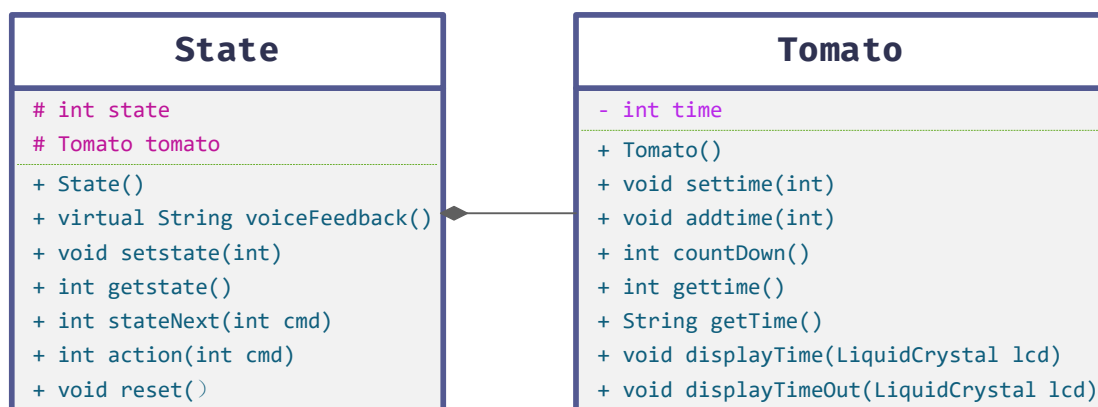 State
# int state
# Tomato tomato
+ State()
+ virtual String voiceFeedback()
+ void setstate(int)
+ int getstate()
+ int stateNext(int cmd)
+ int action(int cmd)
+ void reset(）
Tomato
- int time
+ Tomato()
+ void settime(int)
+ void addtime(int)
+ int countDown()
+ int gettime()
+ String getTime()
+ void displayTime(LiquidCrystal lcd)
+ void displayTimeOut(LiquidCrystal lcd)